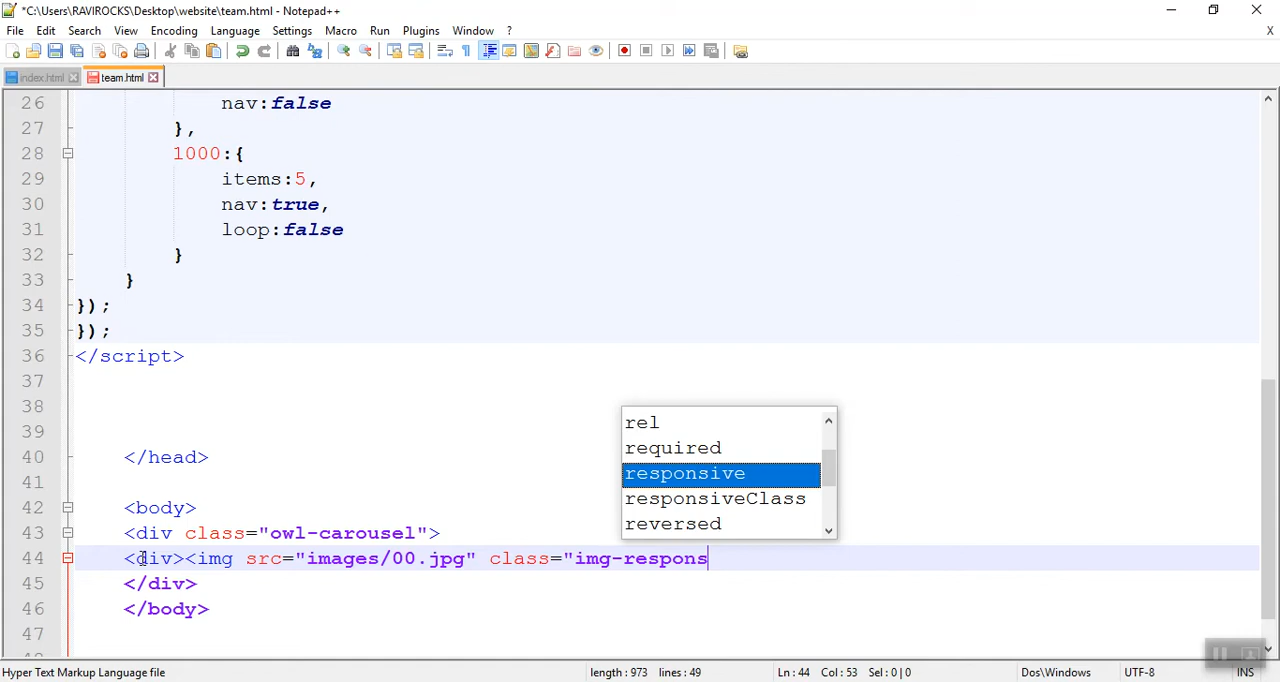 *C:\Users\RAVIROCKS\Desktop\website\team.html - Notepad++
File Edit Search View Encoding Language Settings Macro Run Plugins Window ? X
index.html team.html
26 nav:false
27 },
28 1000:{
29 items:5,
30 nav:true,
31 loop:false
32 }
33 }
34 });
35 });
36 </script>
37
38
39
40 </head>
41
42 <body>
43 <div class="owl-carousel">
44 <div><img src="images/00.jpg" class="img-respons
45 </div>
46 </body>
47
rel
required
responsive
responsiveClass
reversed
Hyper Text Markup Language file length : 973 lines : 49 Ln : 44 Col : 53 Sel : 0 | 0 Dos\Windows UTF-8 INS